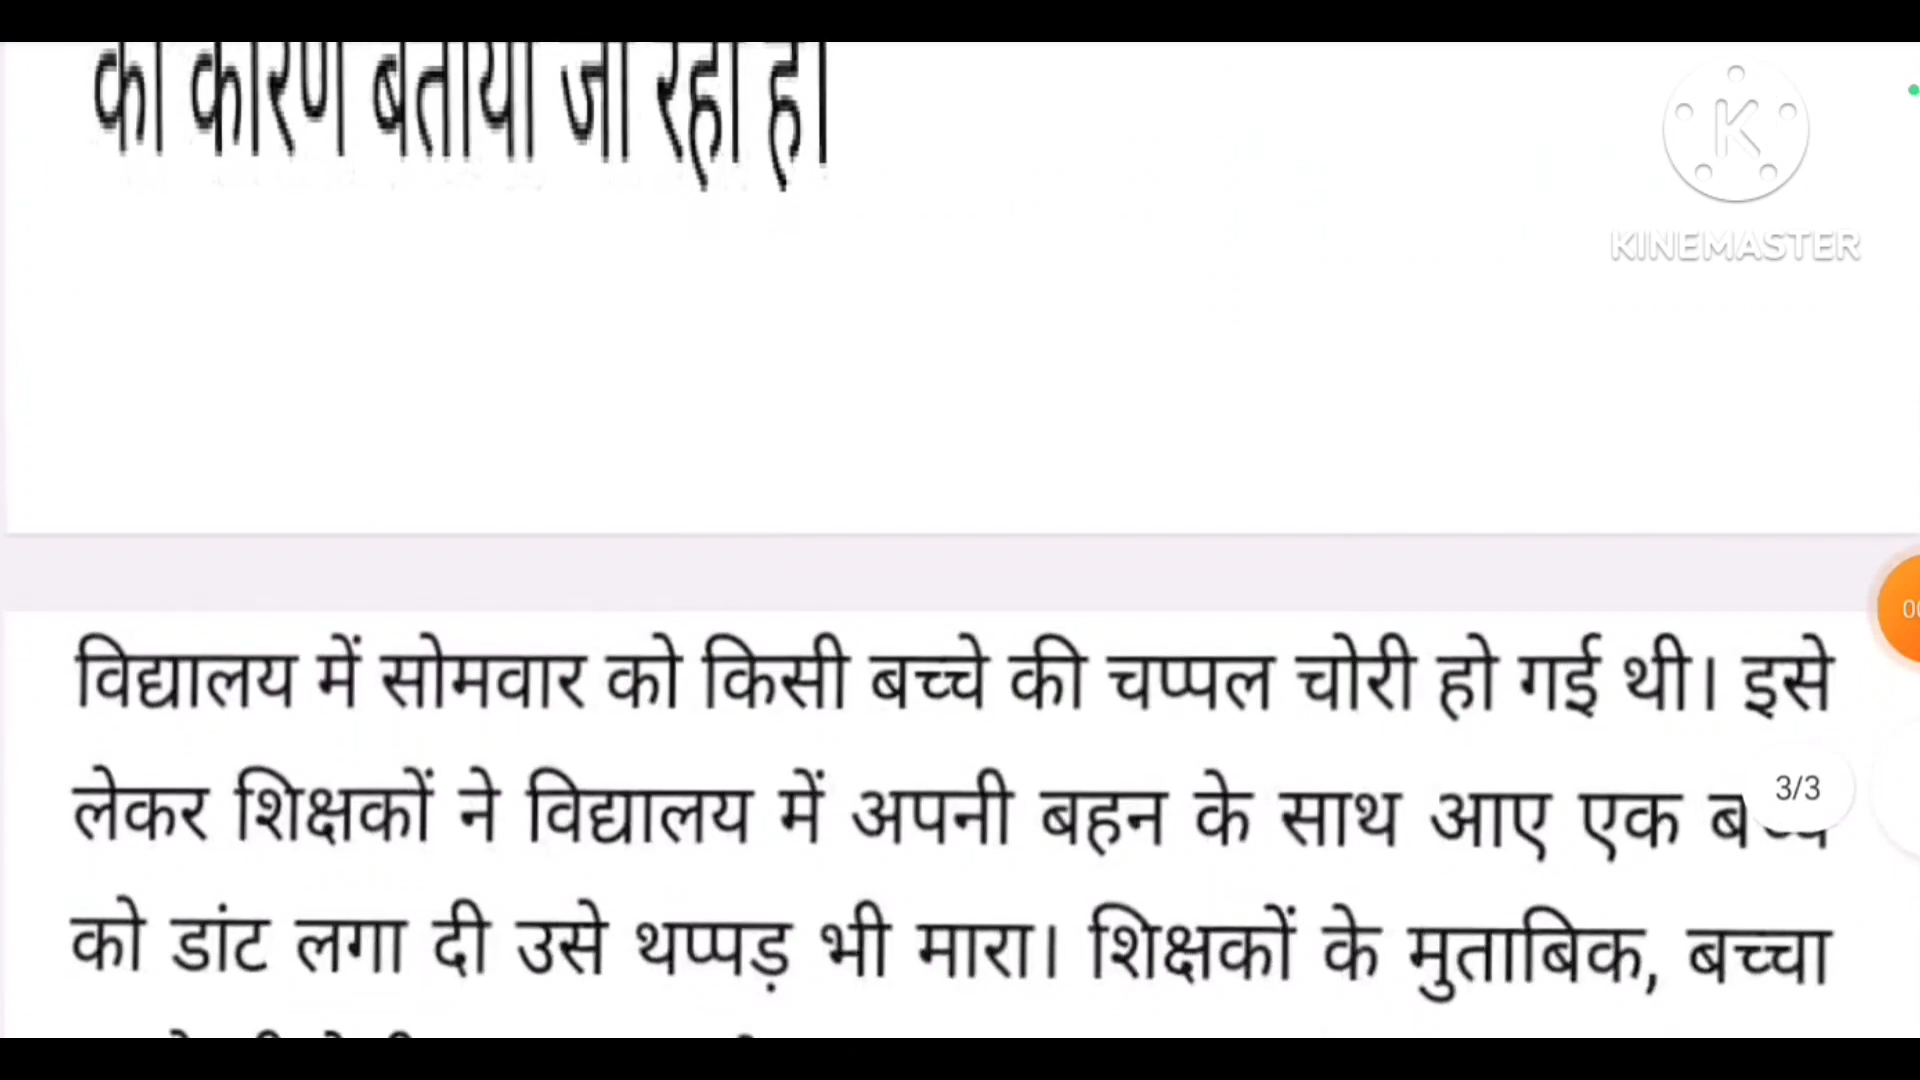 कारण बताया जा रहा है।
KINEMASTER
विद्यालय में सोमवार को किसी बच्चे की चप्पल चोरी हो गई थी। इसे
लेकर शिक्षकों ने विद्यालय में अपनी बहन के साथ आए एक
3/3
को डांट लगा दी उसे थप्पड़ भी मारा। शिक्षकों के मुताबिक, बच्चा